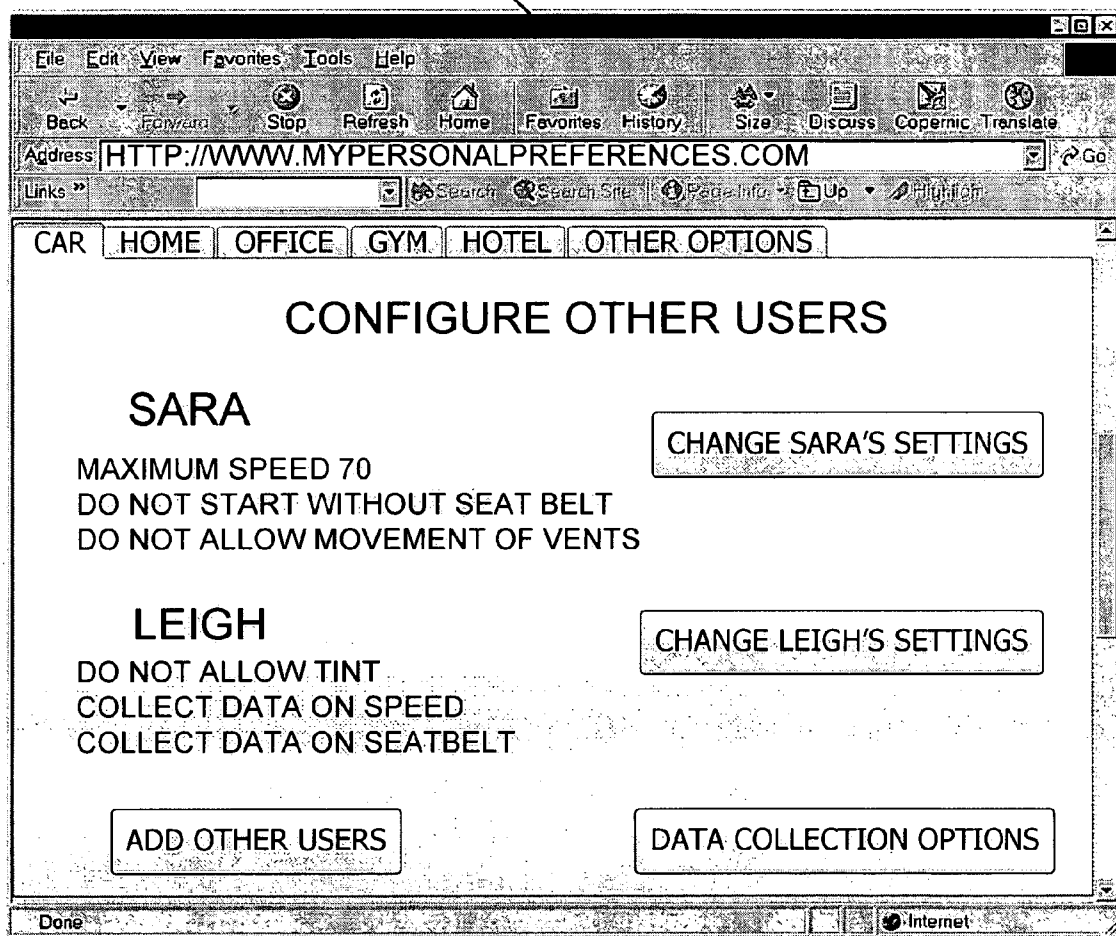 File Edit View Favorites Tools Help
Back Forward Stop Refresh Home Favorites History Size Discuss Copernic Translate
Address HTTP://WWW.MYPERSONALPREFERENCES.COM Go
Links » Search Search Site Page Info Up Highlight
CAR HOME OFFICE GYM HOTEL OTHER OPTIONS
CONFIGURE OTHER USERS
SARA
CHANGE SARA'S SETTINGS
MAXIMUM SPEED 70
DO NOT START WITHOUT SEAT BELT
DO NOT ALLOW MOVEMENT OF VENTS
LEIGH
CHANGE LEIGH'S SETTINGS
DO NOT ALLOW TINT
COLLECT DATA ON SPEED
COLLECT DATA ON SEATBELT
ADD OTHER USERS DATA COLLECTION OPTIONS
Done Internet